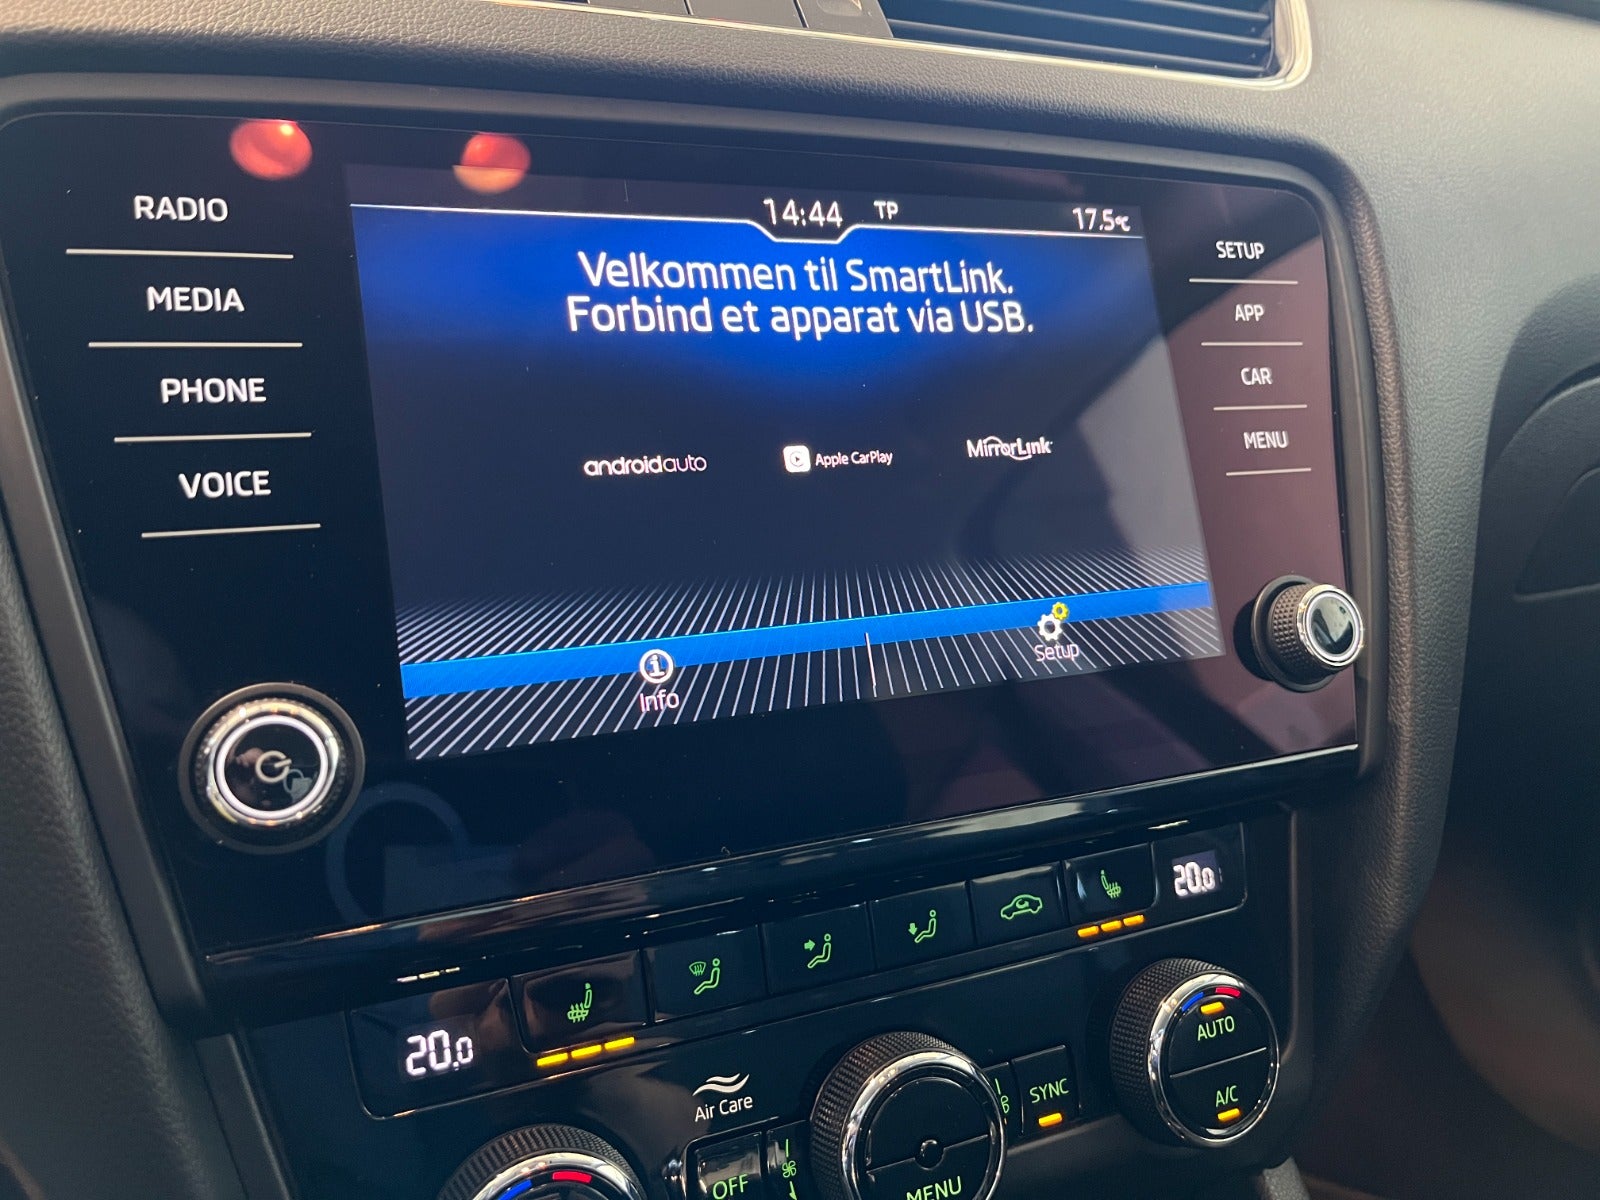 RADIO
MEDIA
PHONE
VOICE
14:44 TP 17.5°C
Velkommen til SmartLink.
Forbind et apparat via USB.
androidauto
Apple CarPlay
MirrorLink
Info
Setup
SETUP
APP
CAR
MENU
20.0
20.0
Air Care
OFF
MENU
SYNC
AUTO
A/C